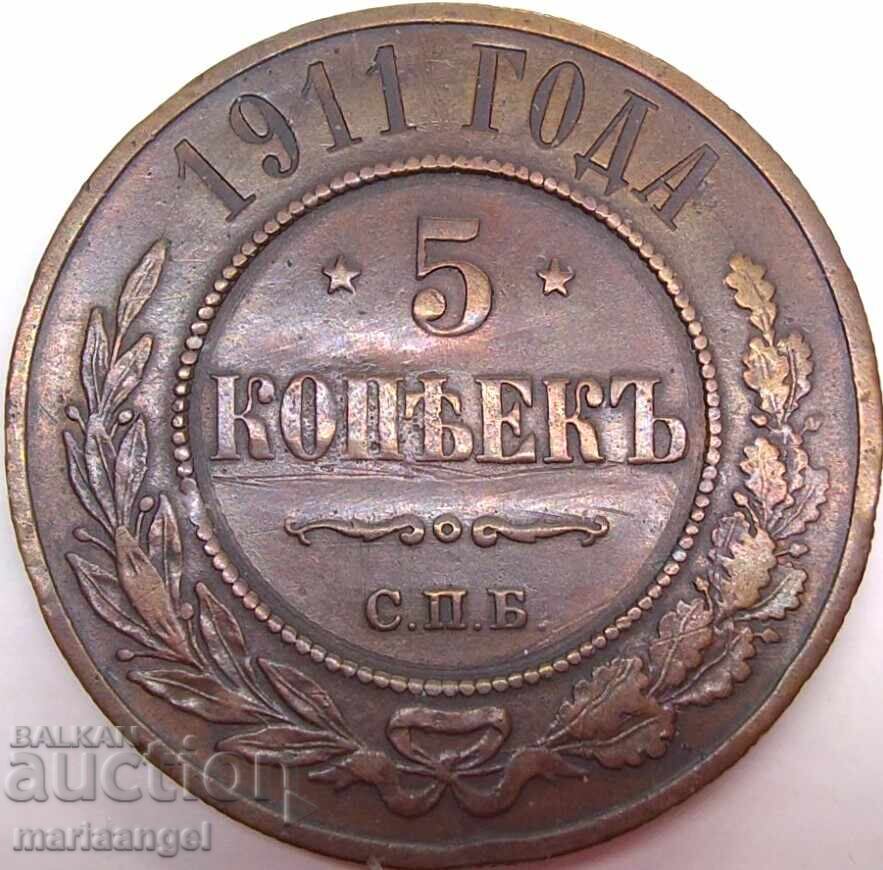 1911 ГОДА
5
КОПѢЕКЪ
С.П.Б
BALKAN
auction
mariaangel